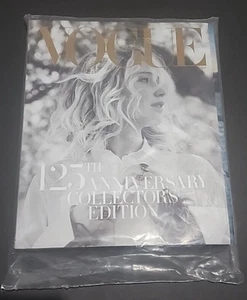 VOGUE
125TH
ANNIVERSARY
COLLECTOR'S
EDITION